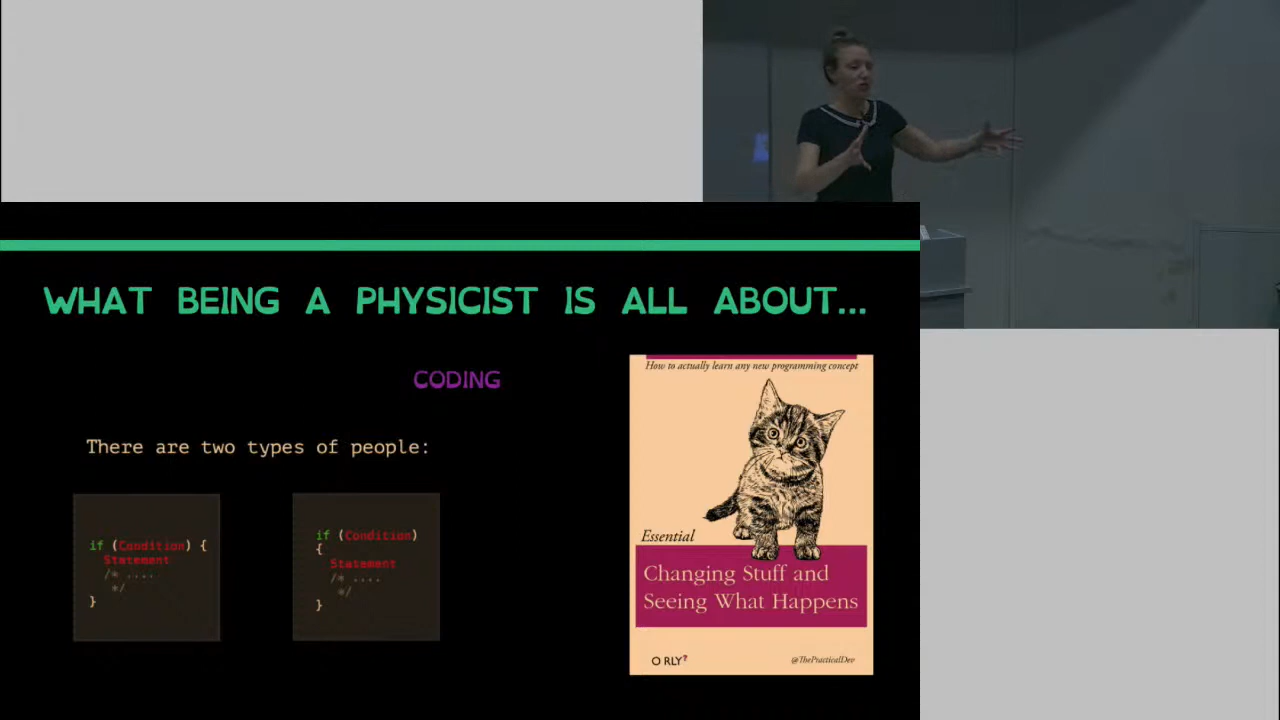 WHAT BEING A PHYSICIST IS ALL ABOUT...
CODING
There are two types of people:
if (Condition) {
Statement
/* ....
*/
}
if (Condition)
{
Statement
/* ....
*/
}
How to actually learn any new programming concept
Essential
Changing Stuff and
Seeing What Happens
O RLY?
@ThePracticalDev